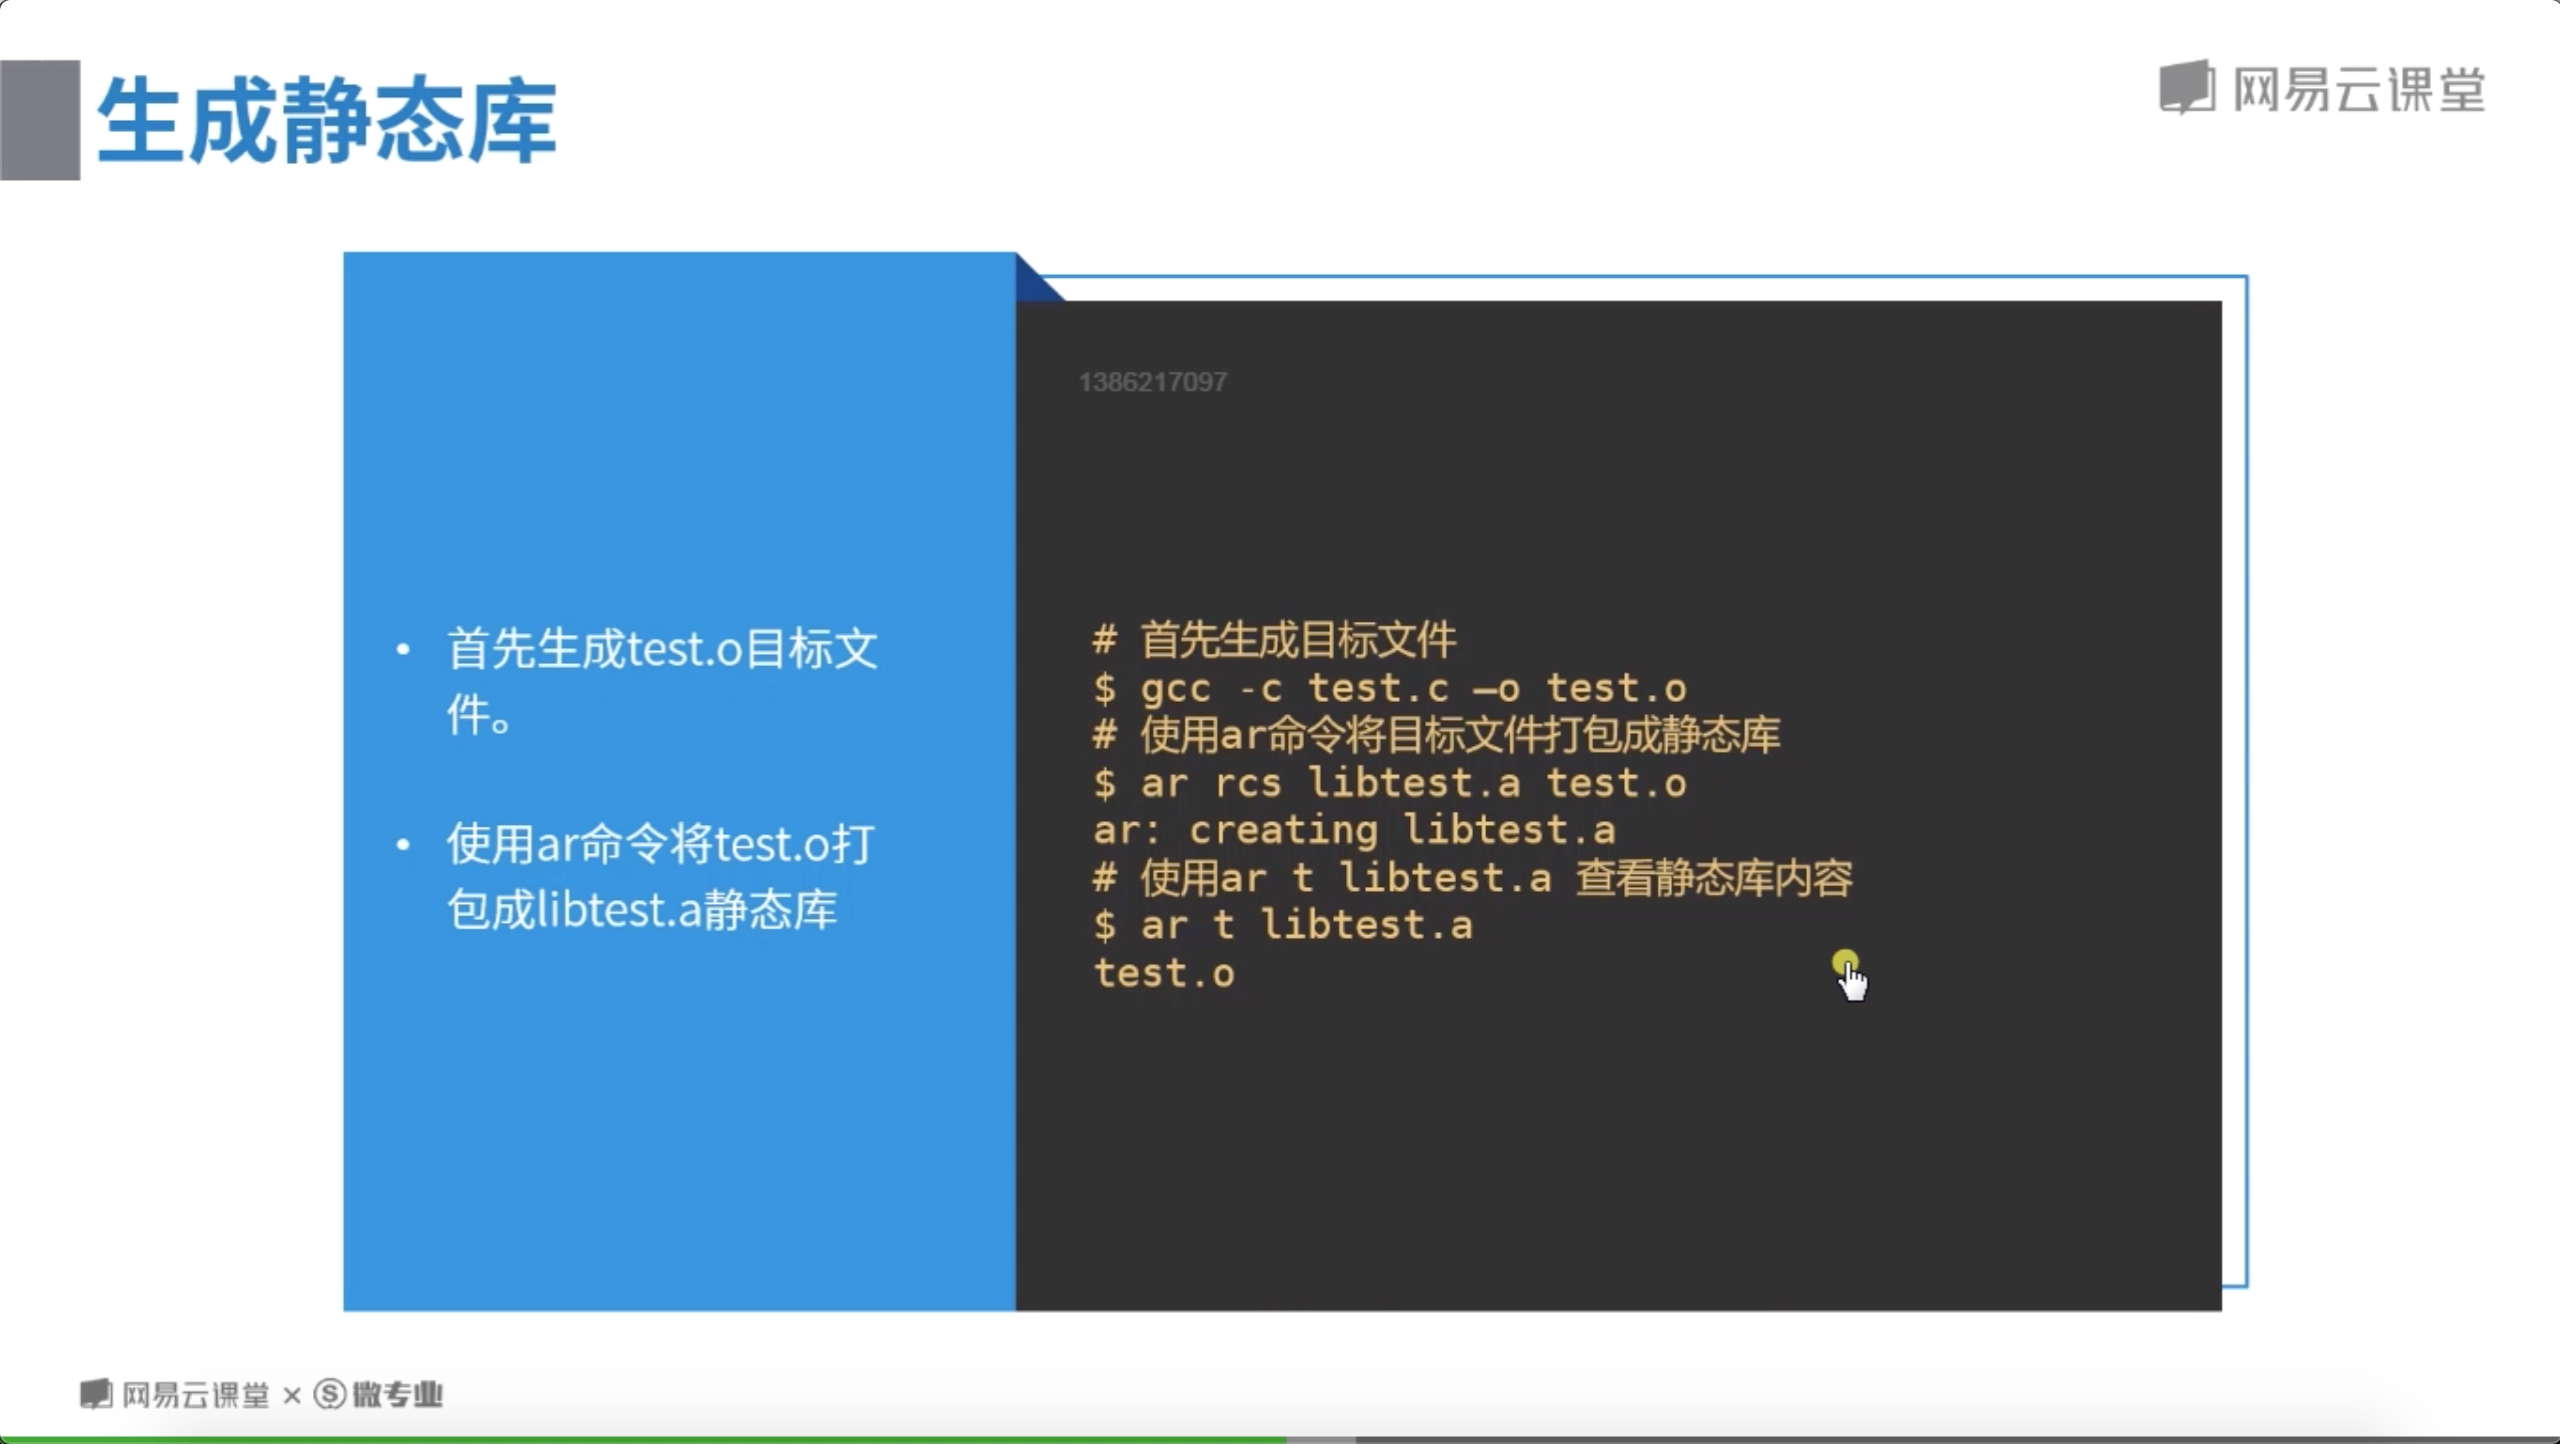 生成静态库
网易云课堂
首先生成test.o目标文
件。
使用ar命令将test.o打
包成libtest.a静态库
1386217097
# 首先生成目标文件
$ gcc -c test.c –o test.o
# 使用ar命令将目标文件打包成静态库
$ ar rcs libtest.a test.o
ar: creating libtest.a
# 使用ar t libtest.a 查看静态库内容
$ ar t libtest.a
test.o
网易云课堂 × 微专业